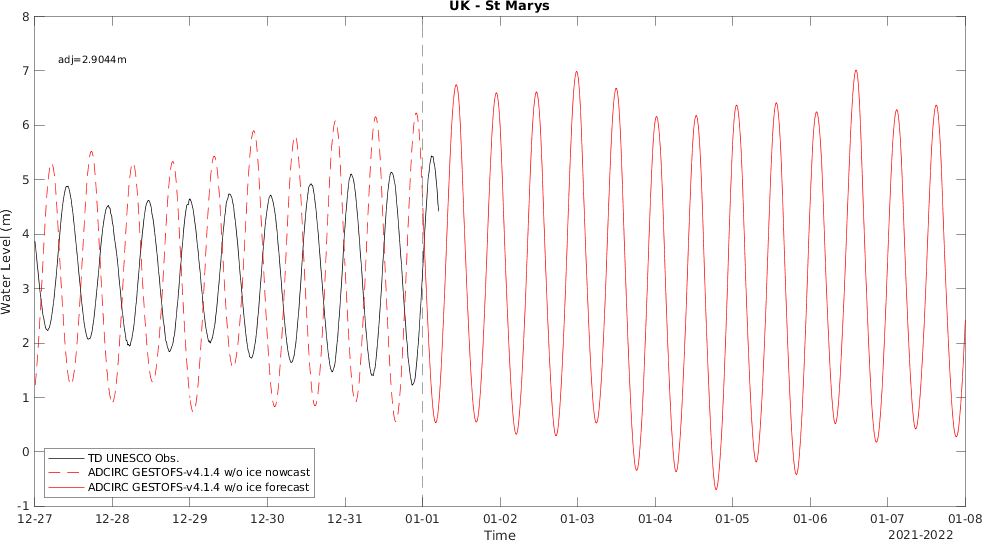 UK - St Marys
adj=2.9044m
Water Level (m)
8
7
6
5
4
3
2
1
0
-1
TD UNESCO Obs.
ADCIRC GESTOFS-v4.1.4 w/o ice nowcast
ADCIRC GESTOFS-v4.1.4 w/o ice forecast
12-27 12-28 12-29 12-30 12-31 01-01 01-02 01-03 01-04 01-05 01-06 01-07 01-08
Time
2021-2022